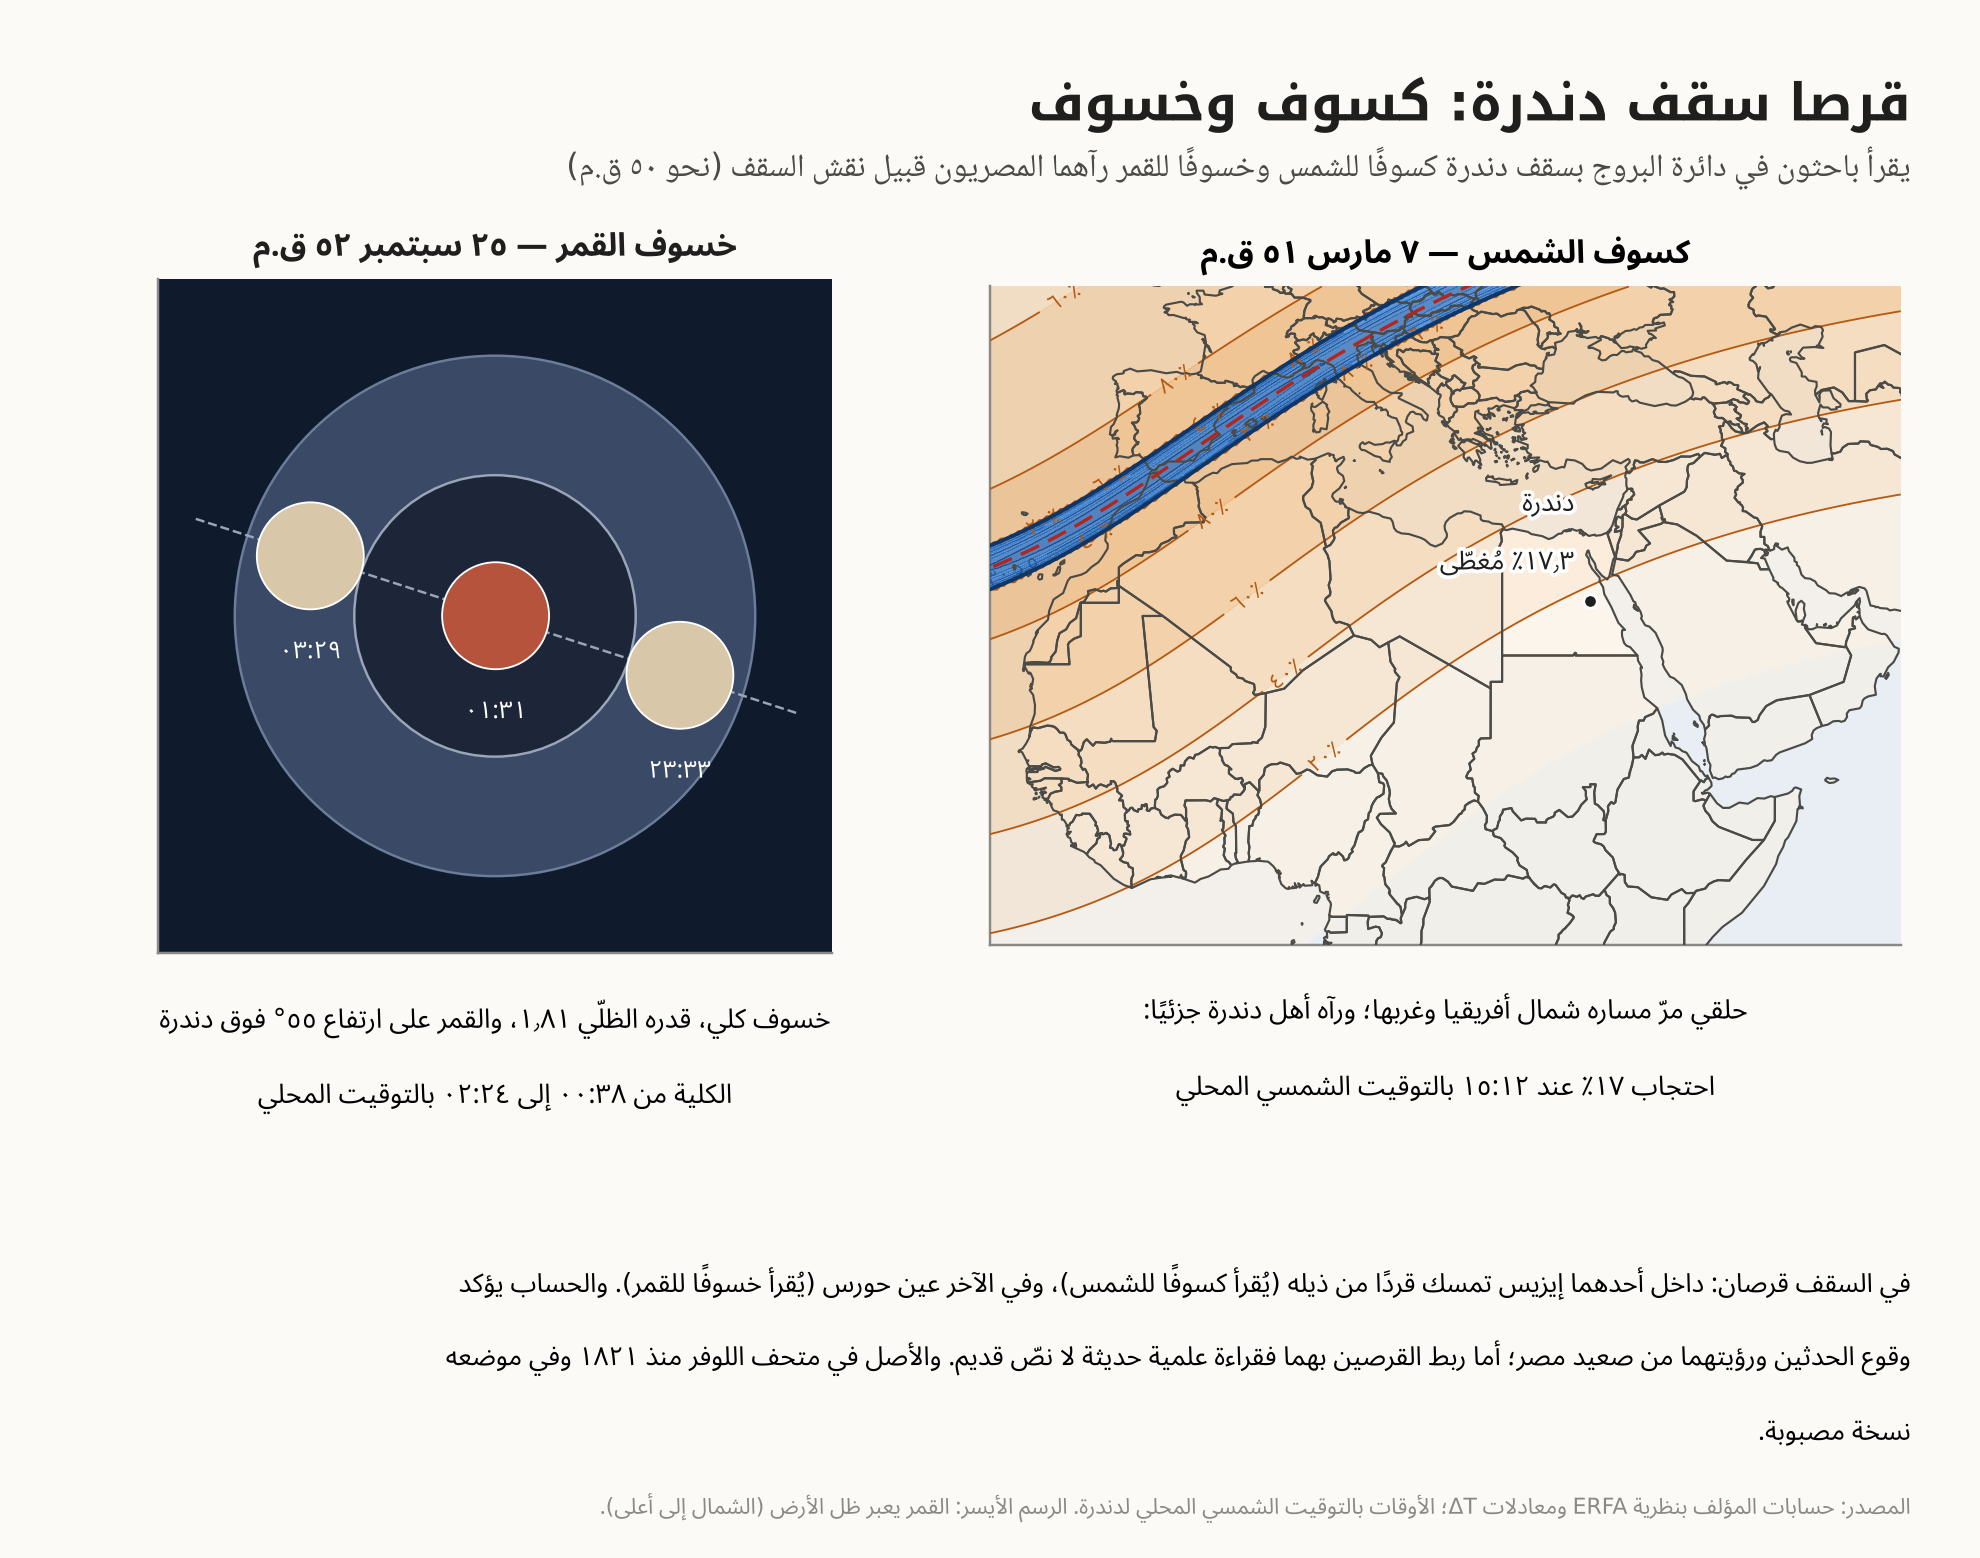 قرصا سقف دندرة: كسوف وخسوف
يقرأ باحثون في دائرة البروج بسقف دندرة كسوفًا للشمس وخسوفًا للقمر رآهما المصريون قبيل نقش السقف (نحو ٥٠ ق.م)
كسوف الشمس — ٧ مارس ٥١ ق.م
٦٠٪
٨٠٪
دندرة
١٧٫٣٪ مُغطّى
٨٠٪
٦٠٪
٤٠٪
٢٠٪
حلقي مرّ مساره شمال أفريقيا وغربها؛ ورآه أهل دندرة جزئيًا:
احتجاب ١٧٪ عند ١٥:١٢ بالتوقيت الشمسي المحلي
خسوف القمر — ٢٥ سبتمبر ٥٢ ق.م
٠٣:٢٩
٠١:٣١
٢٣:٣٣
خسوف كلي، قدره الظلّي ١٫٨١، والقمر على ارتفاع ٥٥° فوق دندرة
الكلية من ٠٠:٣٨ إلى ٠٢:٢٤ بالتوقيت المحلي
في السقف قرصان: داخل أحدهما إيزيس تمسك قردًا من ذيله (يُقرأ كسوفًا للشمس)، وفي الآخر عين حورس (يُقرأ خسوفًا للقمر). والحساب يؤكد
وقوع الحدثين ورؤيتهما من صعيد مصر؛ أما ربط القرصين بهما فقراءة علمية حديثة لا نصّ قديم. والأصل في متحف اللوفر منذ ١٨٢١ وفي موضعه
نسخة مصبوبة.
المصدر: حسابات المؤلف بنظرية ERFA ومعادلات ΔT؛ الأوقات بالتوقيت الشمسي المحلي لدندرة. الرسم الأيسر: القمر يعبر ظل الأرض (الشمال إلى أعلى).